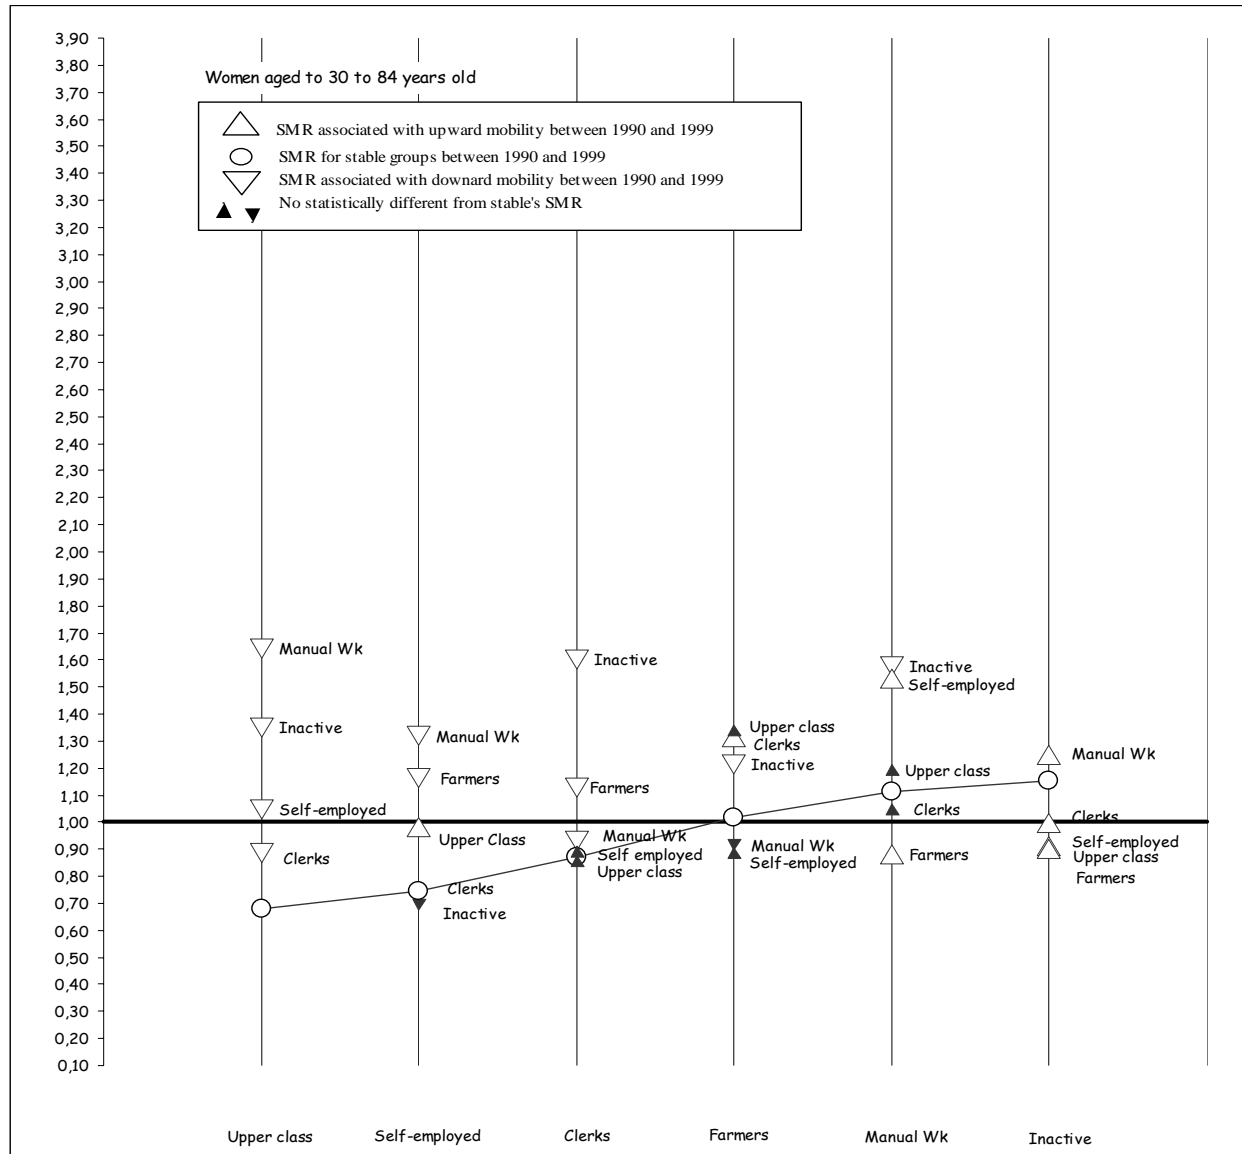 3,90
3,80
3,70
3,60
3,50
3,40
3,30
3,20
3,10
3,00
2,90
2,80
2,70
2,60
2,50
2,40
2,30
2,20
2,10
2,00
1,90
1,80
1,70
1,60
1,50
1,40
1,30
1,20
1,10
1,00
0,90
0,80
0,70
0,60
0,50
0,40
0,30
0,20
0,10
Women aged to 30 to 84 years old
SMR associated with upward mobility between 1990 and 1999
SMR for stable groups between 1990 and 1999
SMR associated with downard mobility between 1990 and 1999
No statistically different from stable's SMR
Manual Wk
Inactive
Self-employed
Clerks
Manual Wk
Farmers
Upper Class
Clerks
Inactive
Inactive
Farmers
Manual Wk
Self employed
Upper class
Upper class
Clerks
Inactive
Manual Wk
Self-employed
Inactive
Self-employed
Upper class
Clerks
Farmers
Manual Wk
Clerks
Self-employed
Upper class
Farmers
Upper class
Self-employed
Clerks
Farmers
Manual Wk
Inactive